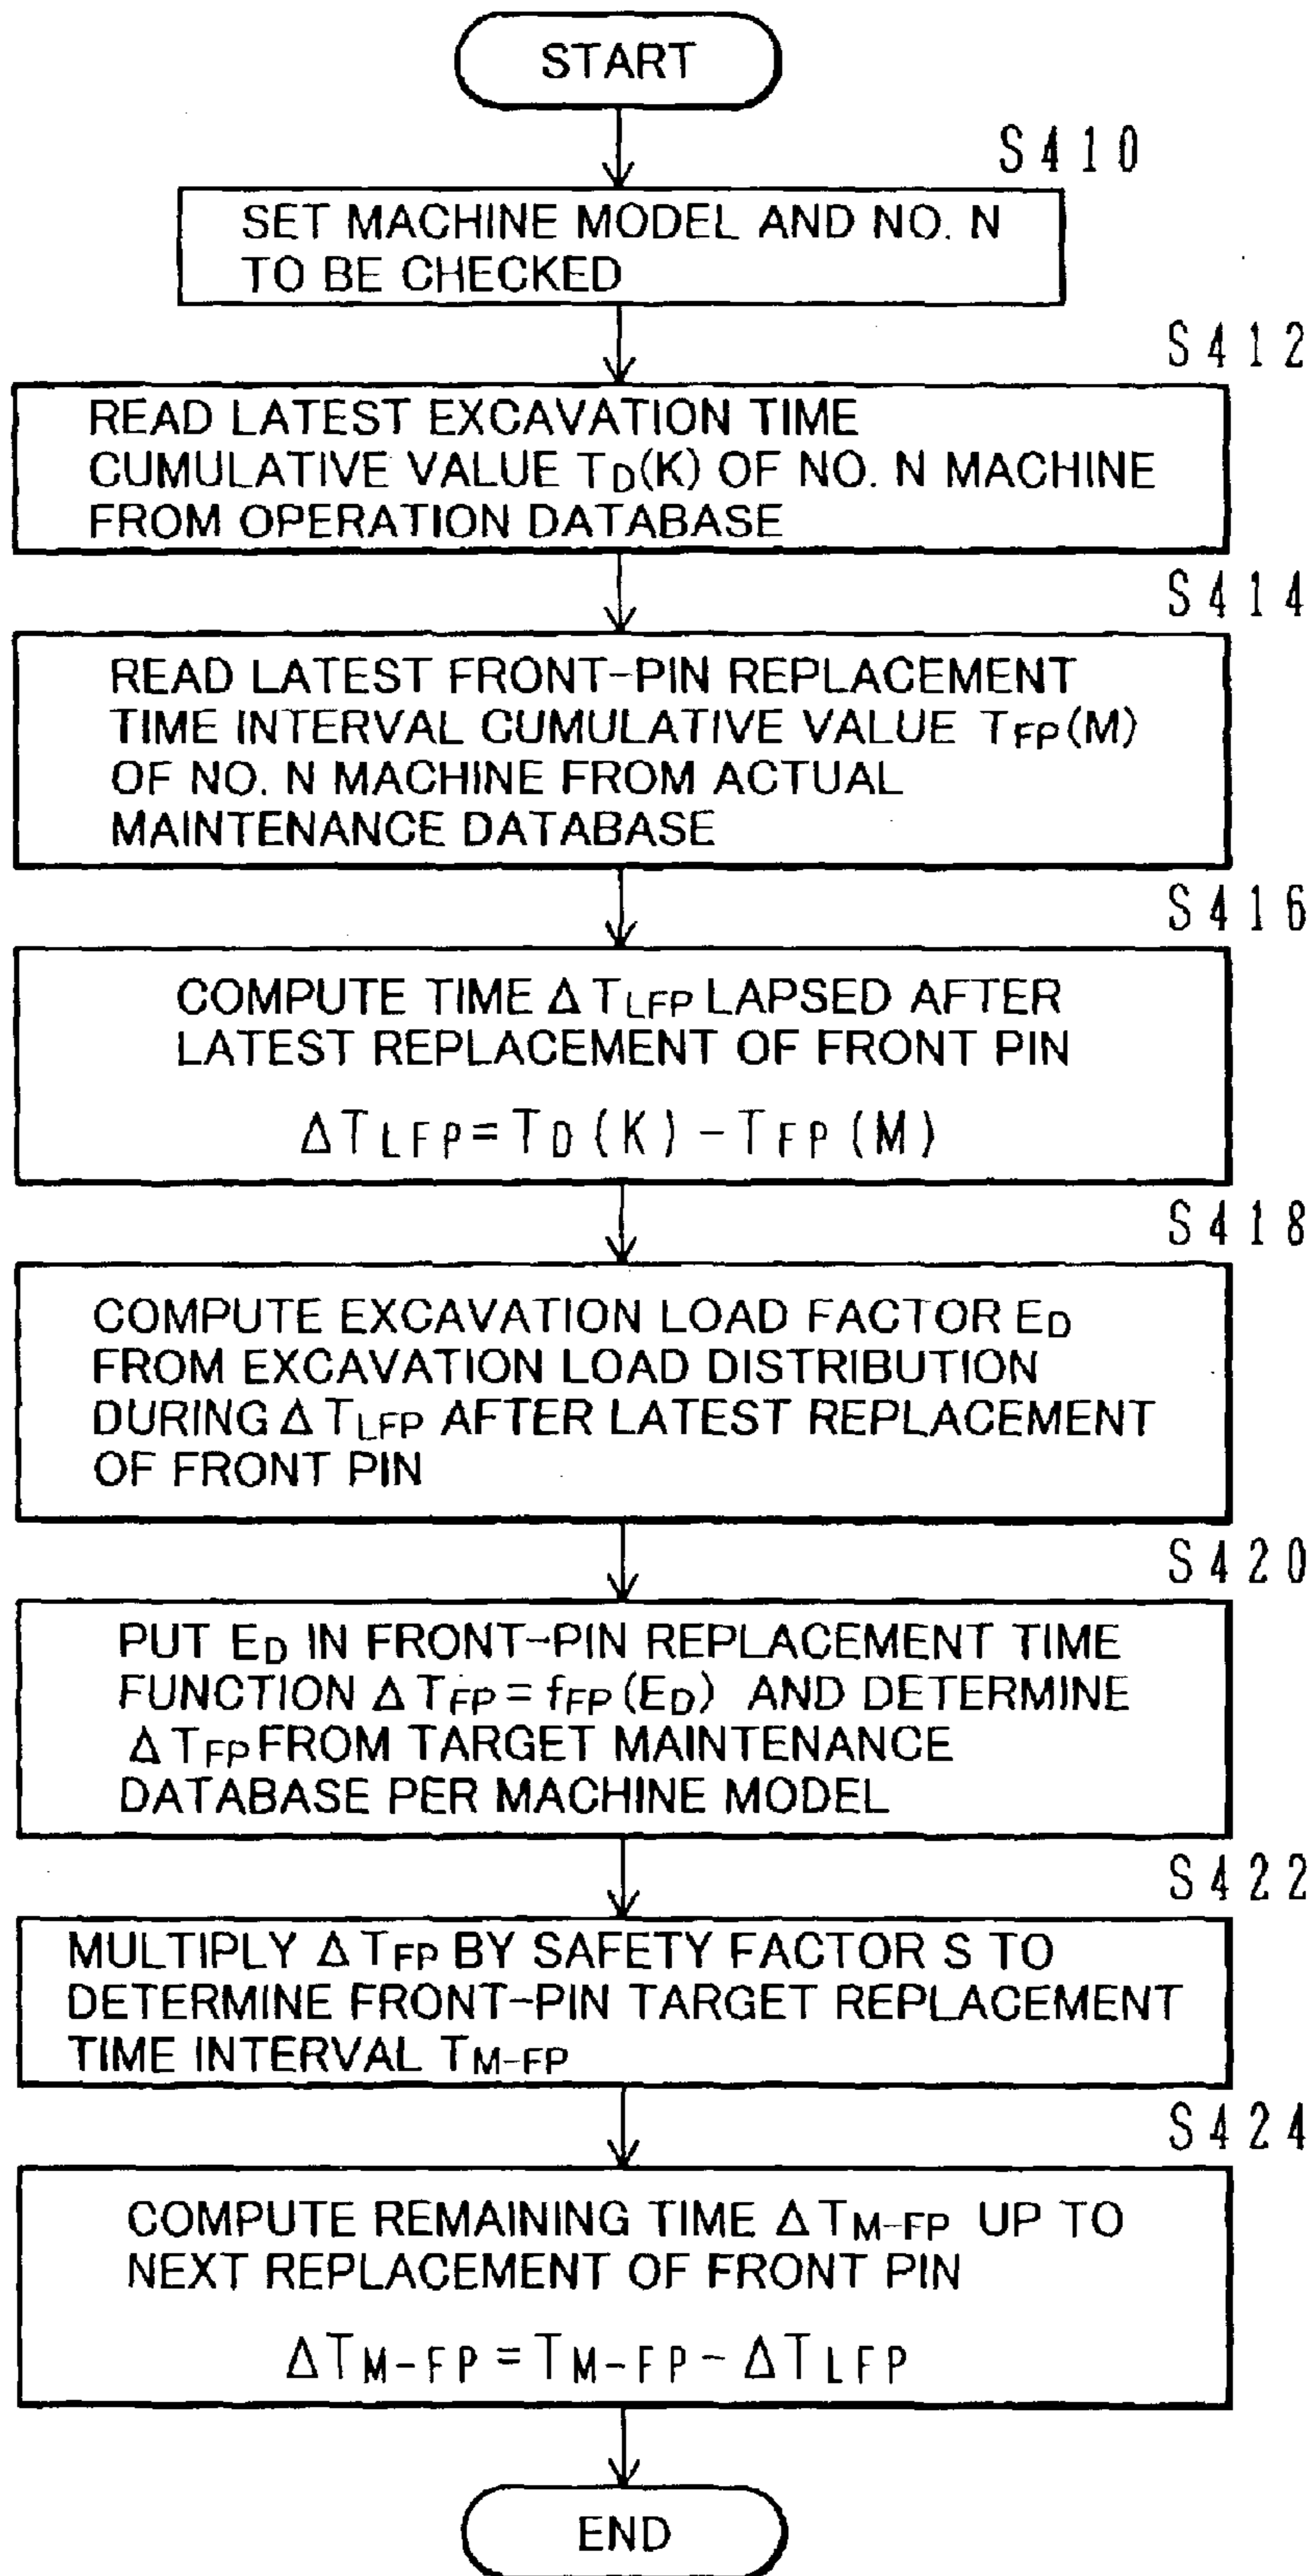 START
S410
SET MACHINE MODEL AND NO. N
TO BE CHECKED
S412
READ LATEST EXCAVATION TIME
CUMULATIVE VALUE TD(K) OF NO. N MACHINE
FROM OPERATION DATABASE
S414
READ LATEST FRONT-PIN REPLACEMENT
TIME INTERVAL CUMULATIVE VALUE TFP(M)
OF NO. N MACHINE FROM ACTUAL
MAINTENANCE DATABASE
S416
COMPUTE TIME ΔTLFP LAPSED AFTER
LATEST REPLACEMENT OF FRONT PIN
ΔTLFP=TD(K)-TFP(M)
S418
COMPUTE EXCAVATION LOAD FACTOR ED
FROM EXCAVATION LOAD DISTRIBUTION
DURING ΔTLFP AFTER LATEST REPLACEMENT
OF FRONT PIN
S420
PUT ED IN FRONT-PIN REPLACEMENT TIME
FUNCTION ΔTFP=fFP(ED) AND DETERMINE
ΔTFP FROM TARGET MAINTENANCE
DATABASE PER MACHINE MODEL
S422
MULTIPLY ΔTFP BY SAFETY FACTOR S TO
DETERMINE FRONT-PIN TARGET REPLACEMENT
TIME INTERVAL TM-FP
S424
COMPUTE REMAINING TIME ΔTM-FP UP TO
NEXT REPLACEMENT OF FRONT PIN
ΔTM-FP=TM-FP-ΔTLFP
END